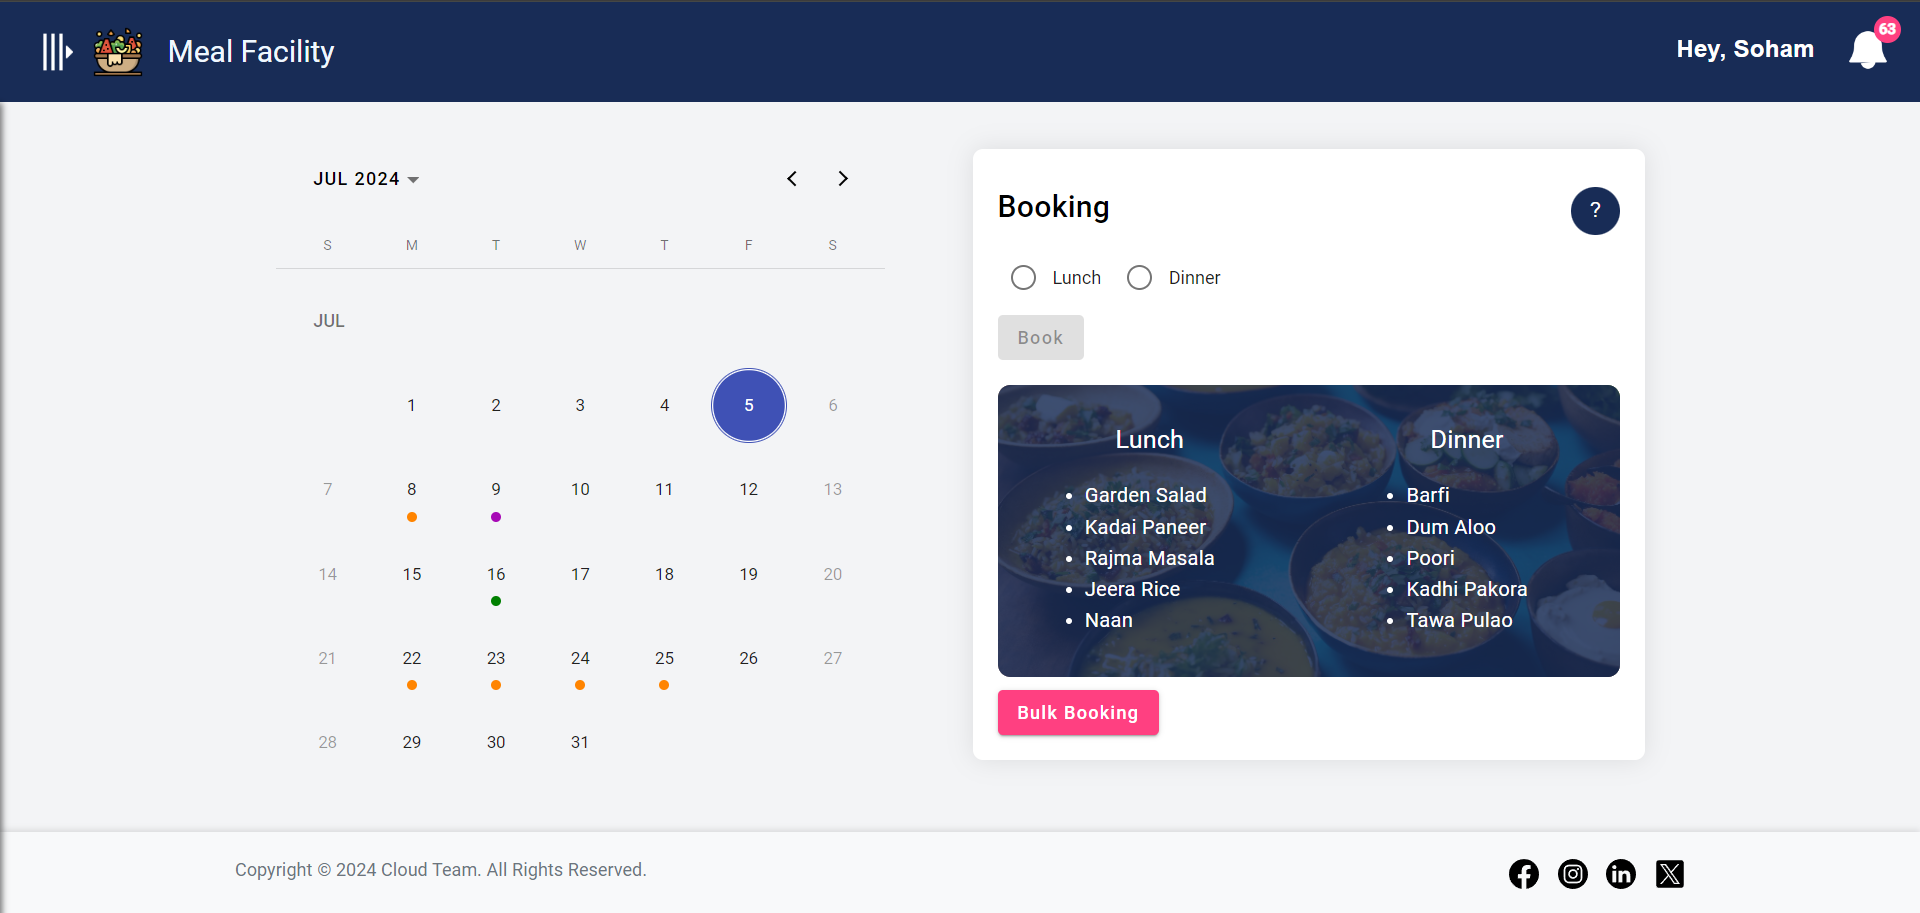 Meal Facility
Hey, Soham
63
JUL 2024
S M T W T F S
JUL
1 2 3 4 5 6
7 8 9 10 11 12 13
14 15 16 17 18 19 20
21 22 23 24 25 26 27
28 29 30 31
Booking
?
Lunch Dinner
Book
Lunch
Garden Salad
Kadai Paneer
Rajma Masala
Jeera Rice
Naan
Dinner
Barfi
Dum Aloo
Poori
Kadhi Pakora
Tawa Pulao
Bulk Booking
Copyright © 2024 Cloud Team. All Rights Reserved.